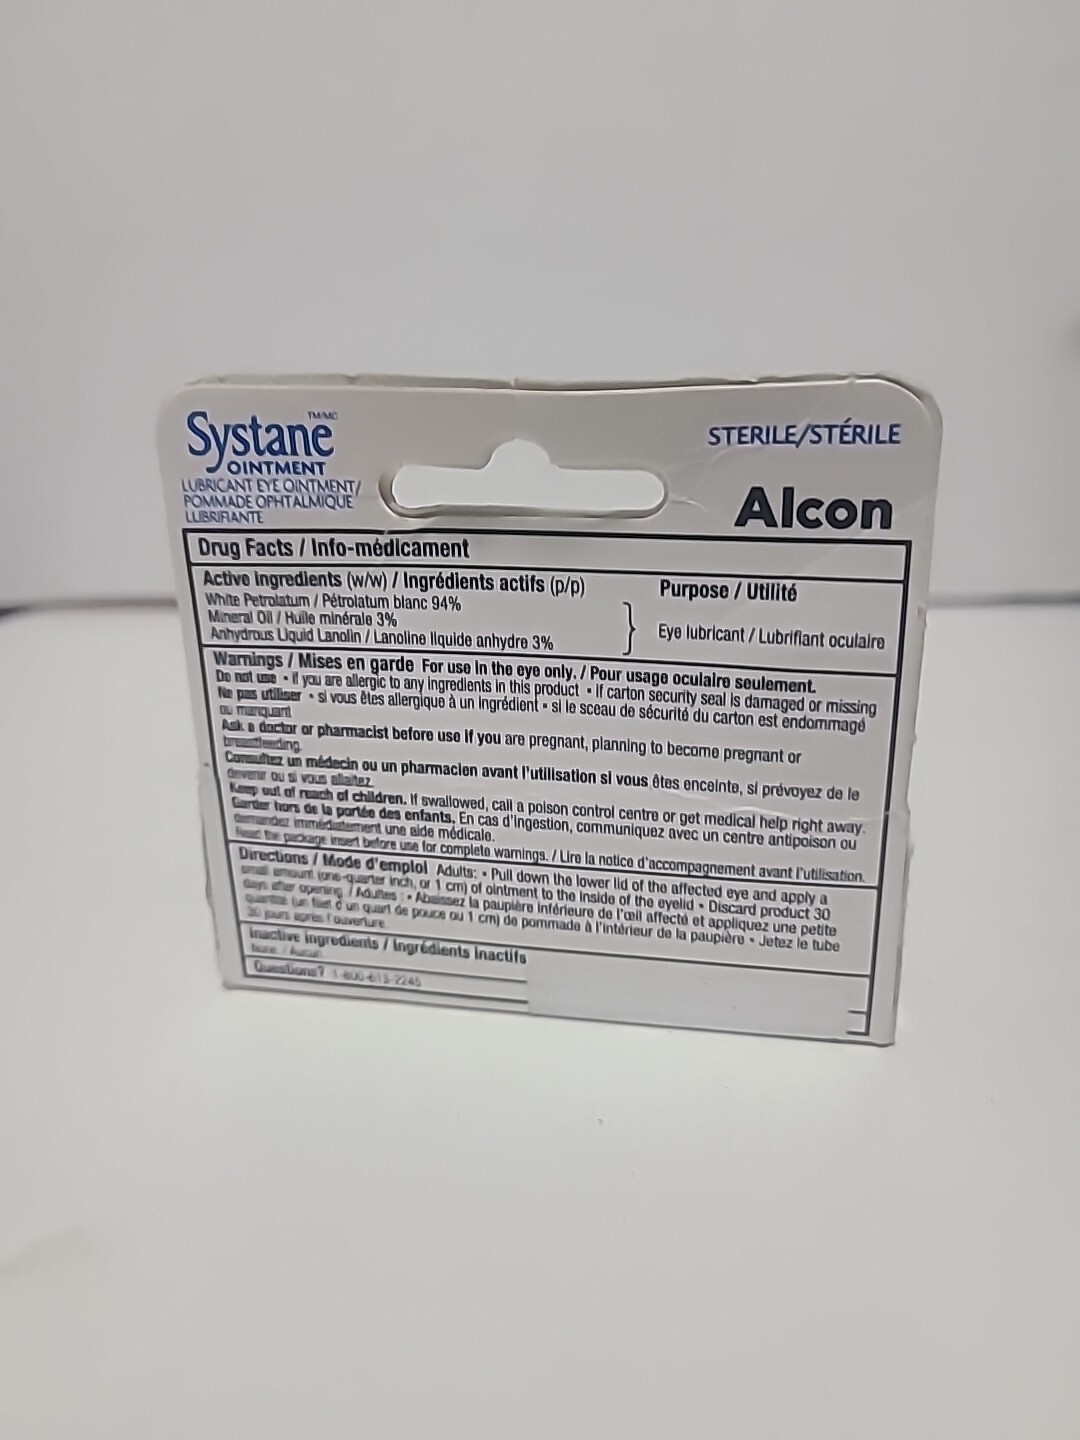 Systane TM/MC
OINTMENT
LUBRICANT EYE OINTMENT/
POMMADE OPHTALMIQUE
LUBRIFIANTE
STERILE/STÉRILE
Alcon
Drug Facts / Info-médicament
Active ingredients (w/w) / Ingrédients actifs (p/p)
Purpose / Utilité
White Petrolatum / Pétrolatum blanc 94%
Mineral Oil / Huile minérale 3%
Anhydrous Liquid Lanolin / Lanoline liquide anhydre 3%
Eye lubricant / Lubrifiant oculaire
Warnings / Mises en garde For use in the eye only. / Pour usage oculaire seulement.
Do not use • if you are allergic to any ingredients in this product • if carton security seal is damaged or missing
Ne pas utiliser • si vous êtes allergique à un ingrédient • si le sceau de sécurité du carton est endommagé
ou manquant
Ask a doctor or pharmacist before use if you are pregnant, planning to become pregnant or
breastfeeding.
Consultez un médecin ou un pharmacien avant l'utilisation si vous êtes enceinte, si prévoyez de le
devenir ou si vous allaitez.
Keep out of reach of children. If swallowed, call a poison control centre or get medical help right away.
Garder hors de la portée des enfants. En cas d'ingestion, communiquez avec un centre antipoison ou
demandez immédiatement une aide médicale.
Read the package insert before use for complete warnings. / Lire la notice d'accompagnement avant l'utilisation.
Directions / Mode d'emploi Adults: • Pull down the lower lid of the affected eye and apply a
small amount (one-quarter inch, or 1 cm) of ointment to the inside of the eyelid • Discard product 30
days after opening. / Adultes : • Abaissez la paupière inférieure de l'œil affecté et appliquez une petite
quantité (un filet d'un quart de pouce ou 1 cm) de pommade à l'intérieur de la paupière • Jetez le tube
30 jours après l'ouverture.
Inactive ingredients / Ingrédients inactifs
None. / Aucun.
Questions? 1-800-613-2245